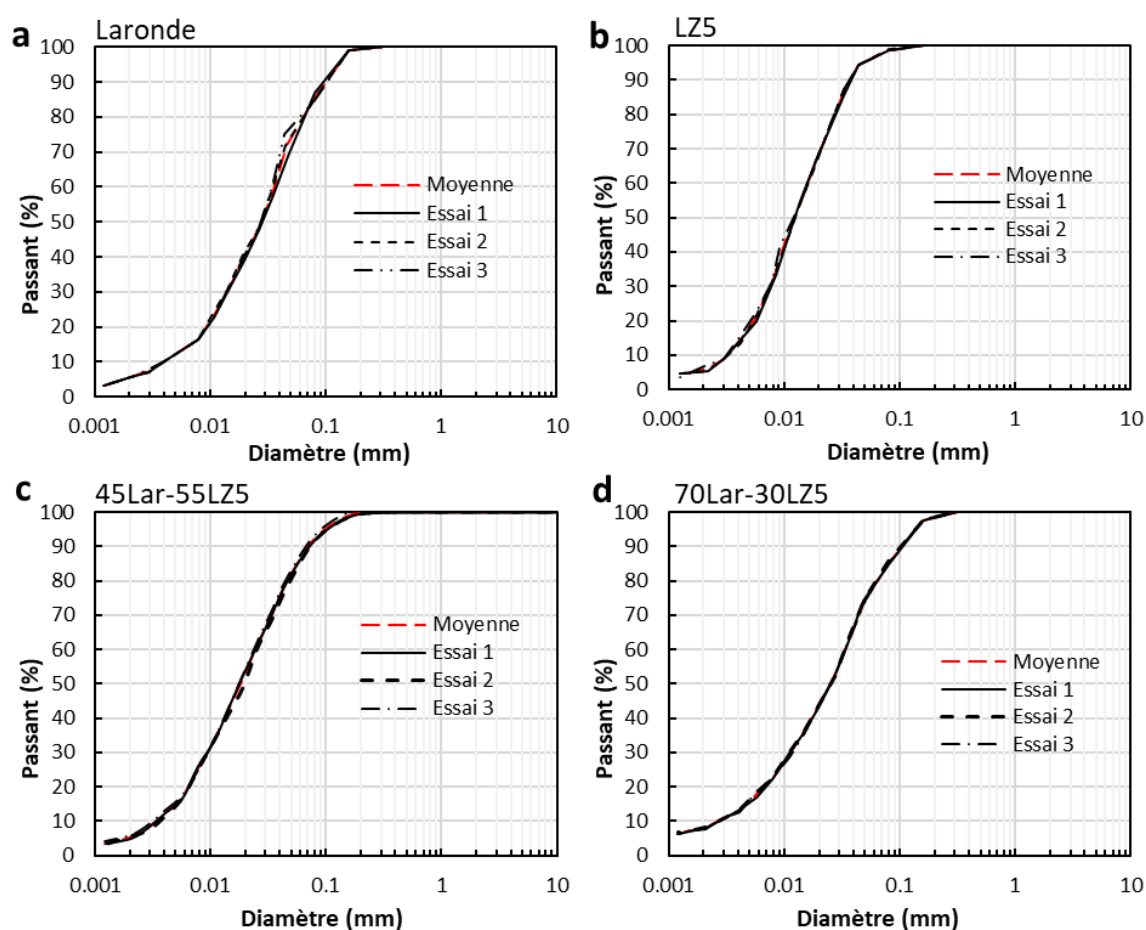 a Laronde
100
90
80
70
60
50
40
30
20
10
0
Passant (%)
Moyenne
Essai 1
Essai 2
Essai 3
0.001 0.01 0.1 1 10
Diamètre (mm)
b LZ5
100
90
80
70
60
50
40
30
20
10
0
Passant (%)
Moyenne
Essai 1
Essai 2
Essai 3
0.001 0.01 0.1 1 10
Diamètre (mm)
c 45Lar-55LZ5
100
90
80
70
60
50
40
30
20
10
0
Passant (%)
Moyenne
Essai 1
Essai 2
Essai 3
0.001 0.01 0.1 1 10
Diamètre (mm)
d 70Lar-30LZ5
100
90
80
70
60
50
40
30
20
10
0
Passant (%)
Moyenne
Essai 1
Essai 2
Essai 3
0.001 0.01 0.1 1 10
Diamètre (mm)